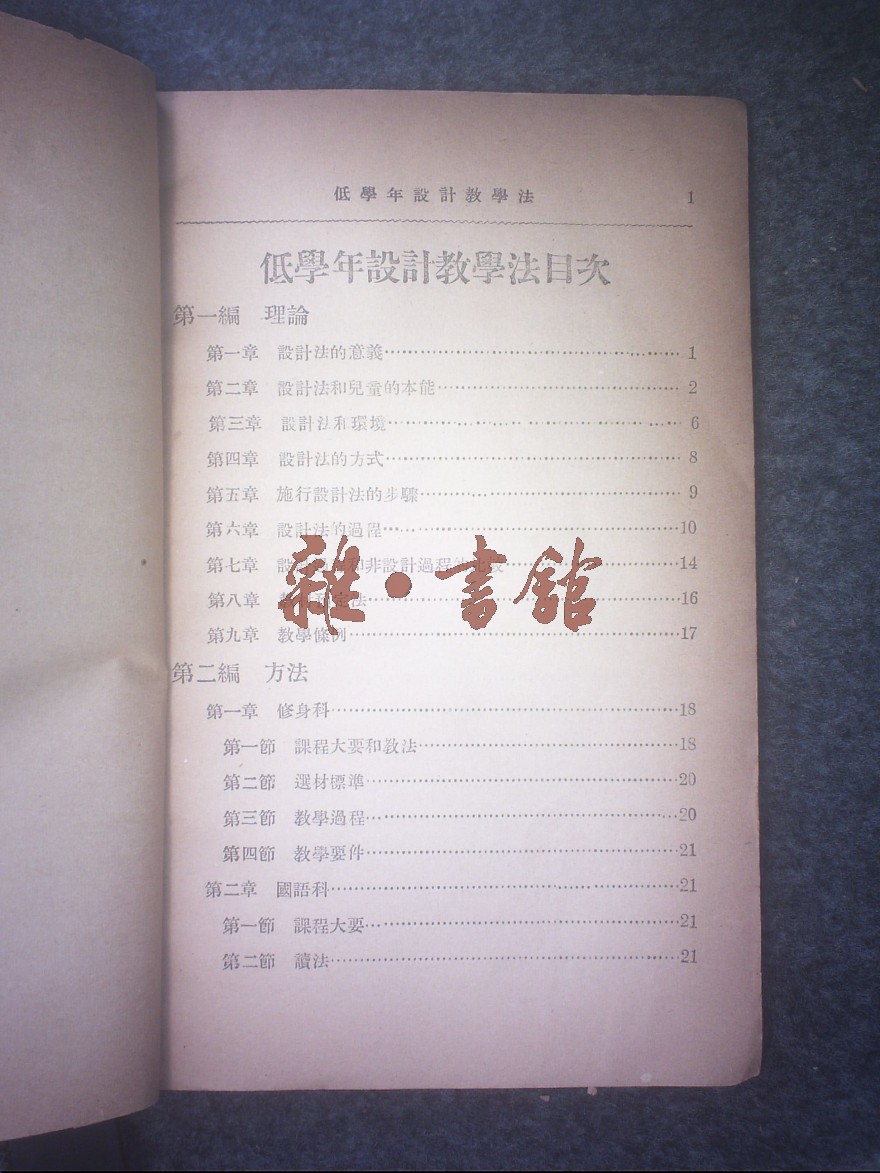 低學年設計教學法 1
低學年設計教學法目次
第一編 理論
第一章 設計法的意義 1
第二章 設計法和兒童的本能 2
第三章 設計法和環境 6
第四章 設計法的方式 8
第五章 施行設計法的步驟 9
第六章 設計法的過程 10
第七章 設 和非設計過程 14
第八章 定法 16
第九章 教學條例 17
第二編 方法
第一章 修身科 18
第一節 課程大要和教法 18
第二節 選材標準 20
第三節 教學過程 20
第四節 教學要件 21
第二章 國語科 21
第一節 課程大要 21
第二節 讀法 21
雜·書館